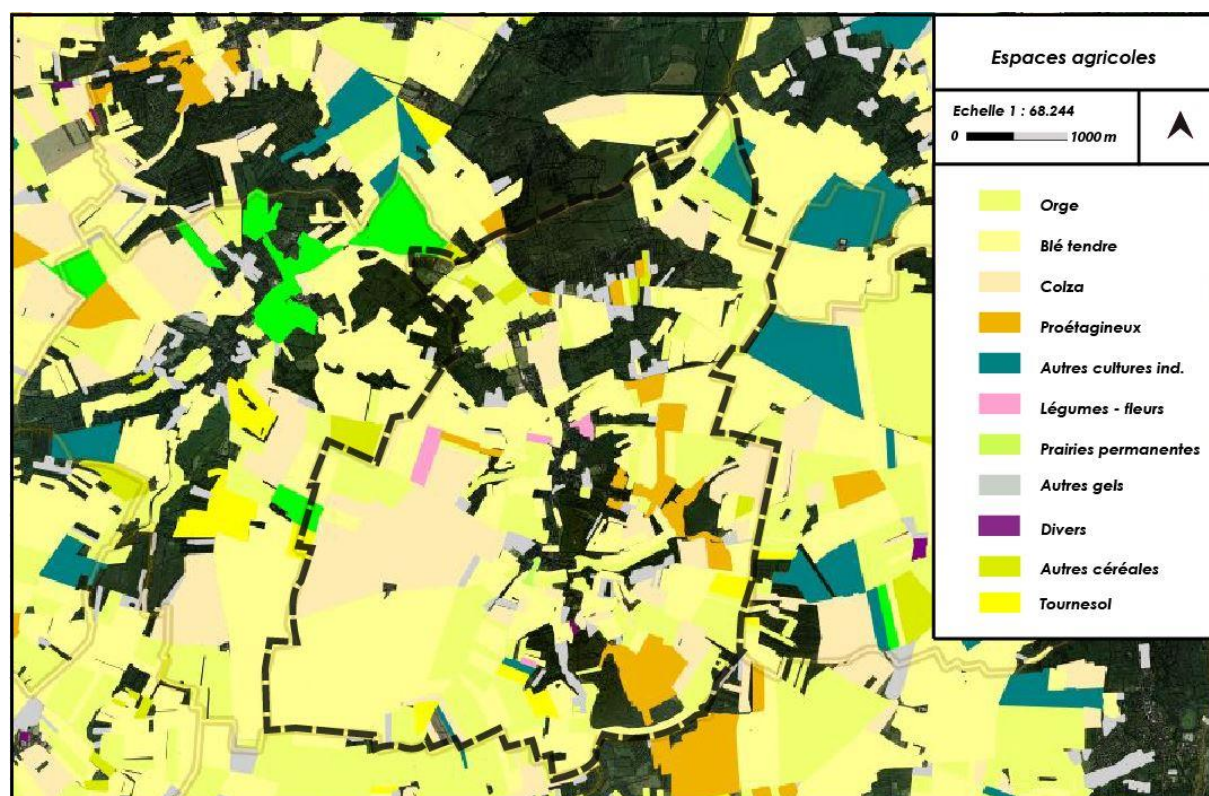 Espaces agricoles
Echelle 1 : 68.244
0 1000 m
Orge
Blé tendre
Colza
Proétagineux
Autres cultures ind.
Légumes - fleurs
Prairies permanentes
Autres gels
Divers
Autres céréales
Tournesol